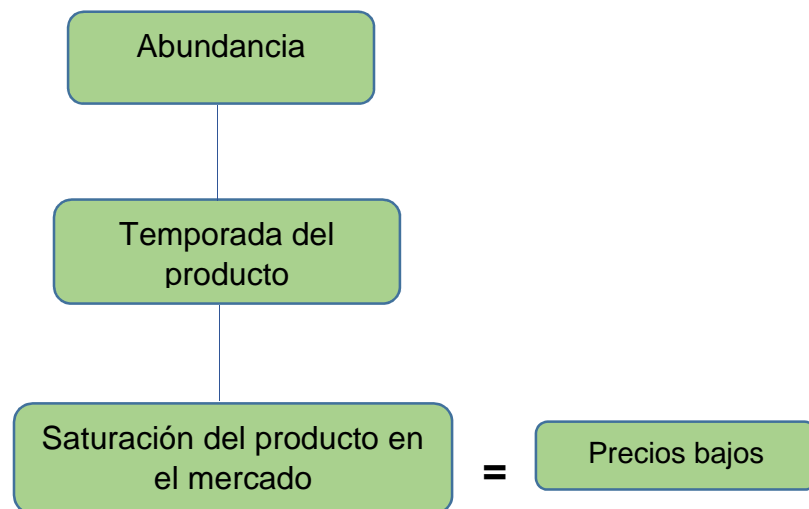 Abundancia
Temporada del
producto
Saturación del producto en
el mercado
=
Precios bajos